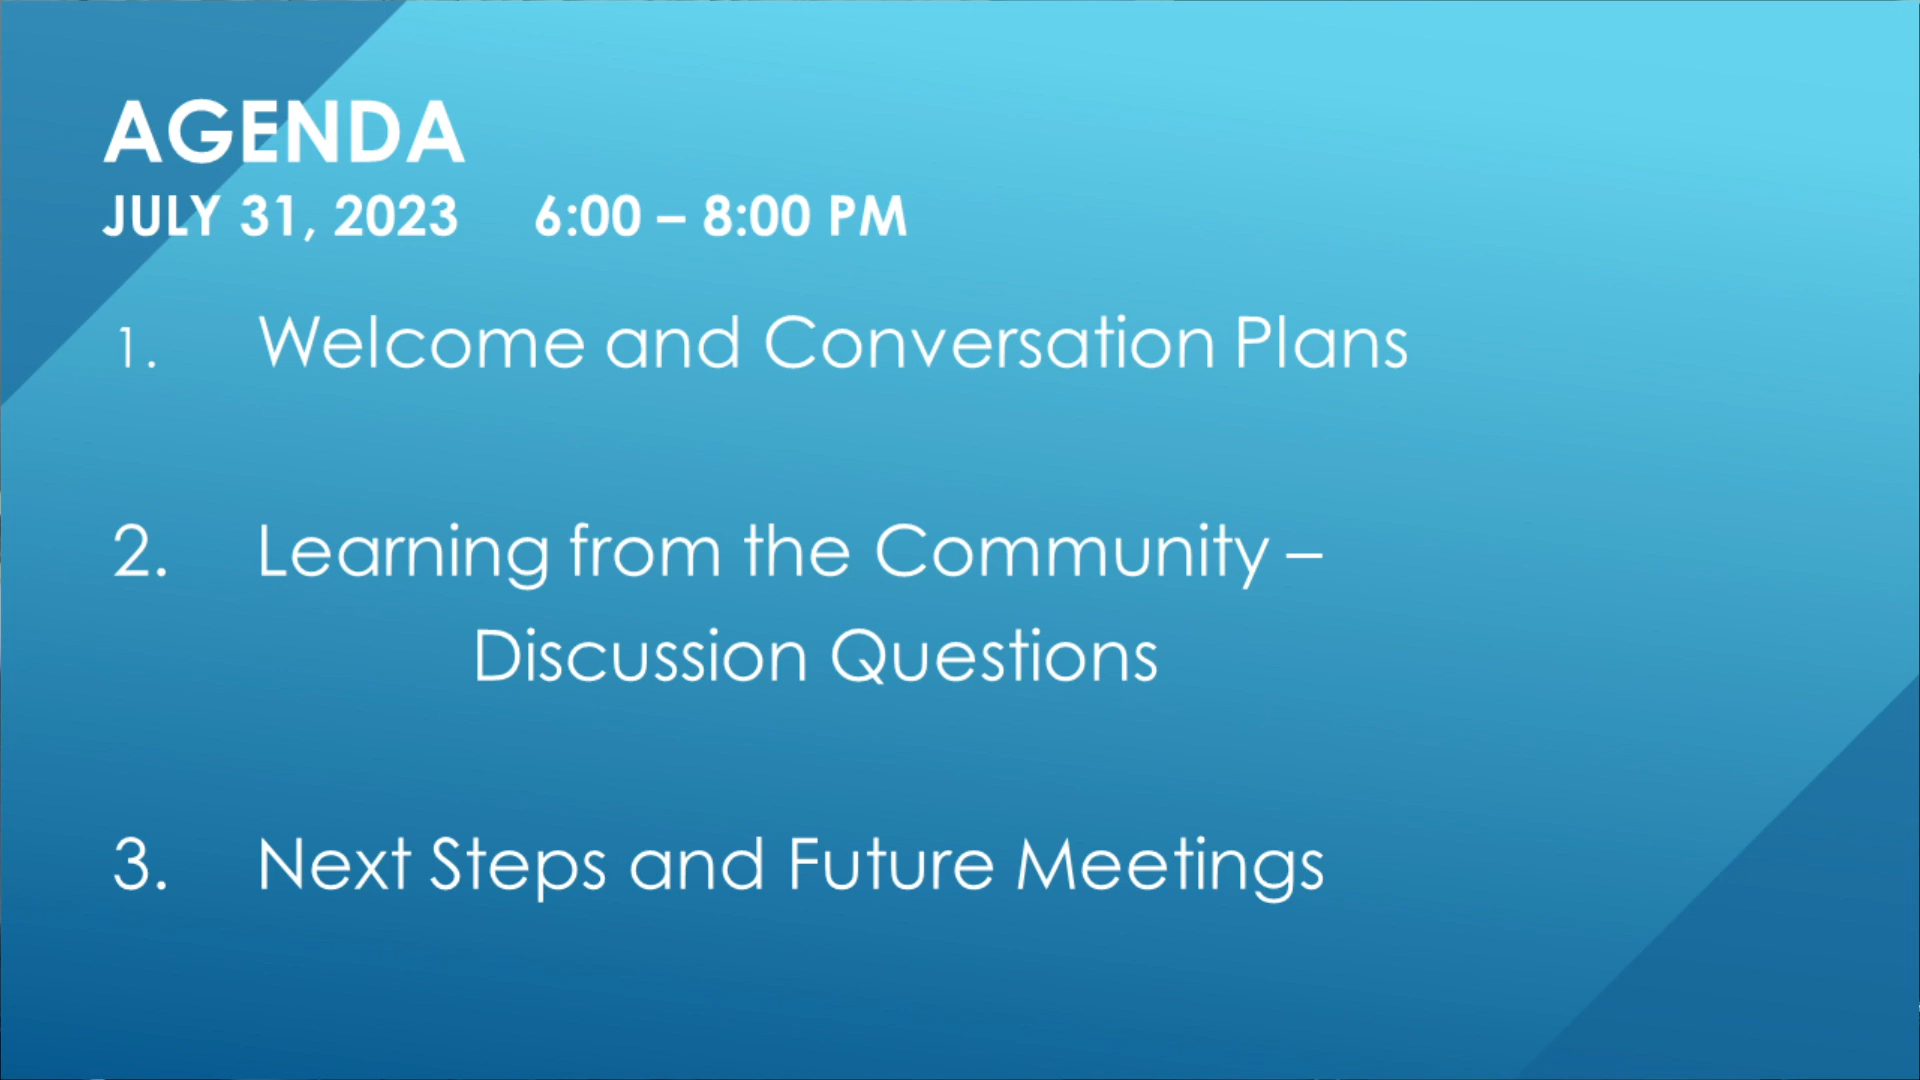 AGENDA
JULY 31, 2023 6:00 – 8:00 PM
1. Welcome and Conversation Plans
2. Learning from the Community –
Discussion Questions
3. Next Steps and Future Meetings